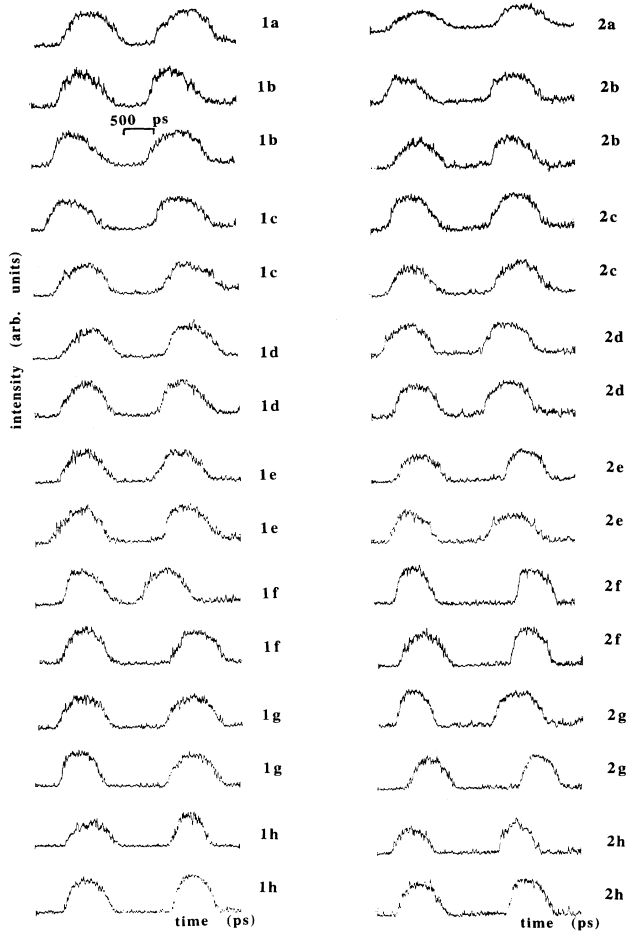 1a
2a
1b
2b
500 ps
1b
2b
1c
2c
1c
2c
intensity (arb. units)
1d
2d
1d
2d
1e
2e
1e
2e
1f
2f
1f
2f
1g
2g
1g
2g
1h
2h
1h
2h
time (ps)
time (ps)